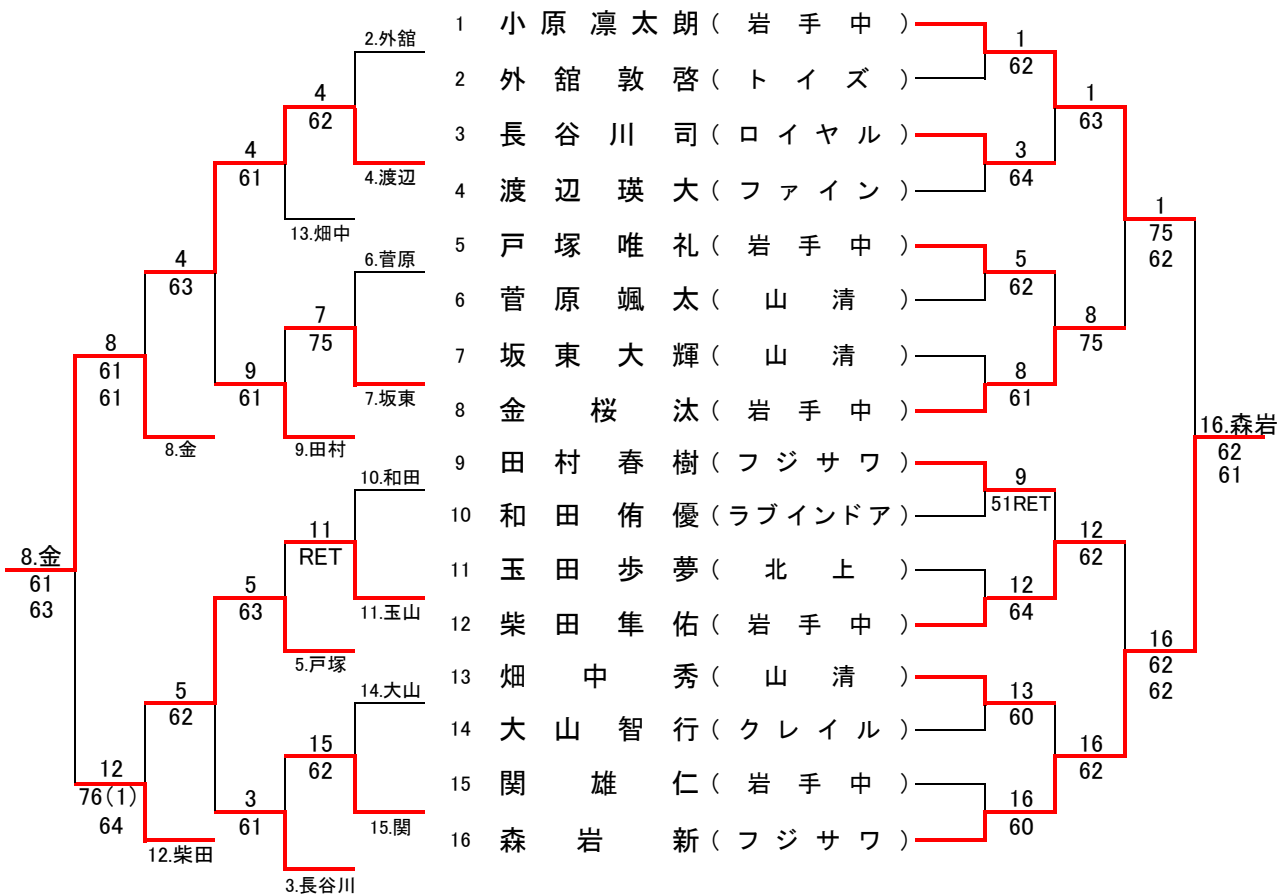 1 小原凛太朗 (岩手中)
2 外舘敦啓 (トイズ)
3 長谷川司 (ロイヤル)
4 渡辺瑛大 (ファイン)
5 戸塚唯礼 (岩手中)
6 菅原颯太 (山清)
7 坂東大輝 (山清)
8 金桜汰 (岩手中)
9 田村春樹 (フジサワ)
10 和田侑優 (ラブインドア)
11 玉田歩夢 (北上)
12 柴田隼佑 (岩手中)
13 畑中秀 (山清)
14 大山智行 (クレイル)
15 関雄仁 (岩手中)
16 森岩新 (フジサワ)
1
62
3
64
5
62
8
61
9
51RET
12
64
13
60
16
60
1
63
8
75
12
62
16
62
1
75
62
16
62
62
16.森岩
62
61
2.外舘
4.渡辺
6.菅原
7.坂東
10.和田
11.玉山
14.大山
15.関
4
62
13.畑中
7
75
9.田村
11
RET
5.戸塚
15
62
3.長谷川
4
61
9
61
5
63
3
61
4
63
8.金
5
62
12.柴田
8
61
61
12
76(1)
64
8.金
61
63